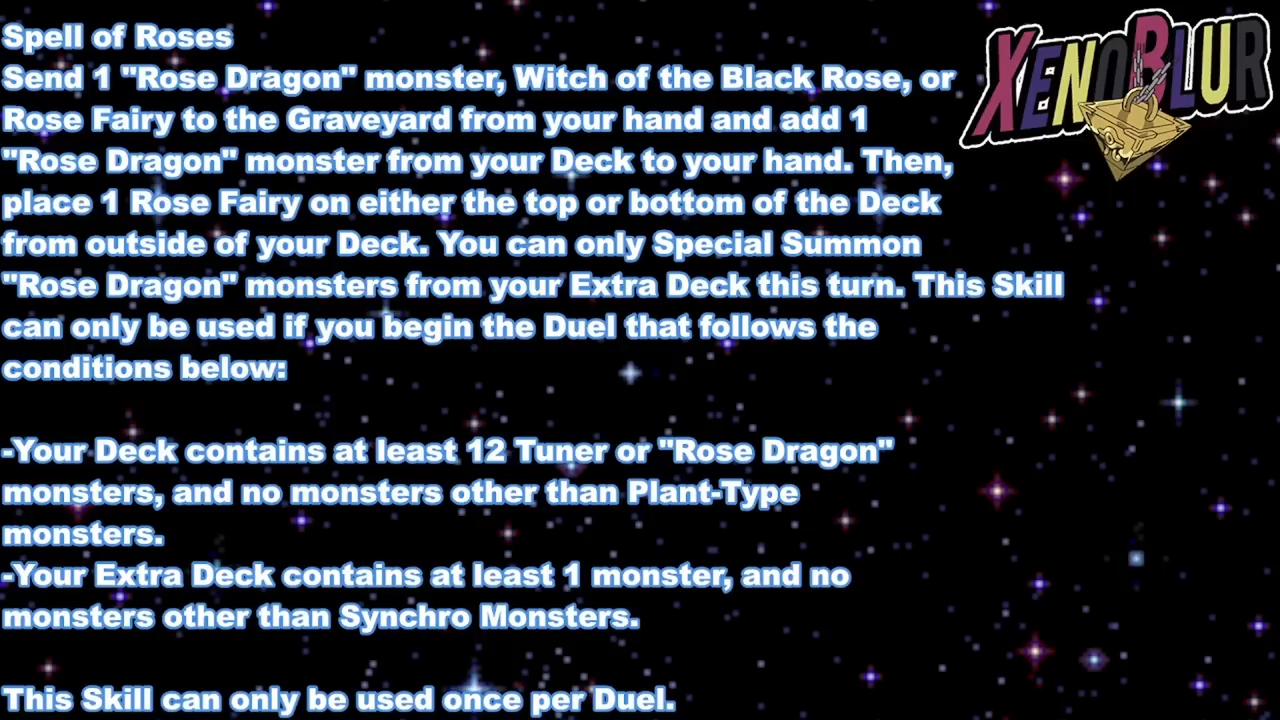 Spell of Roses
Send 1 "Rose Dragon" monster, Witch of the Black Rose, or
Rose Fairy to the Graveyard from your hand and add 1
"Rose Dragon" monster from your Deck to your hand. Then,
place 1 Rose Fairy on either the top or bottom of the Deck
from outside of your Deck. You can only Special Summon
"Rose Dragon" monsters from your Extra Deck this turn. This Skill
can only be used if you begin the Duel that follows the
conditions below:
-Your Deck contains at least 12 Tuner or "Rose Dragon"
monsters, and no monsters other than Plant-Type
monsters.
-Your Extra Deck contains at least 1 monster, and no
monsters other than Synchro Monsters.
This Skill can only be used once per Duel.
XENOBLUR